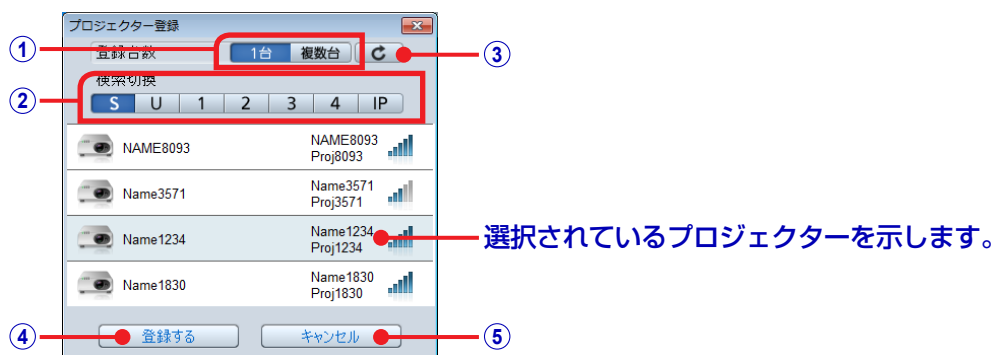 プロジェクター登録
① 登録台数 1台 複数台 ③
検索切換
② S U 1 2 3 4 IP
NAME8093 NAME8093
Proj8093
Name3571 Name3571
Proj3571
Name1234 Name1234
Proj1234
選択されているプロジェクターを示します。
Name1830 Name1830
Proj1830
④ 登録する キャンセル ⑤